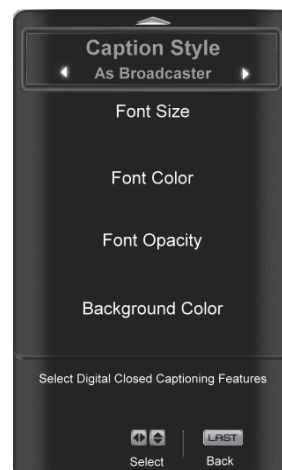 Caption Style
As Broadcaster
Font Size
Font Color
Font Opacity
Background Color
Select Digital Closed Captioning Features
LAST
Select Back